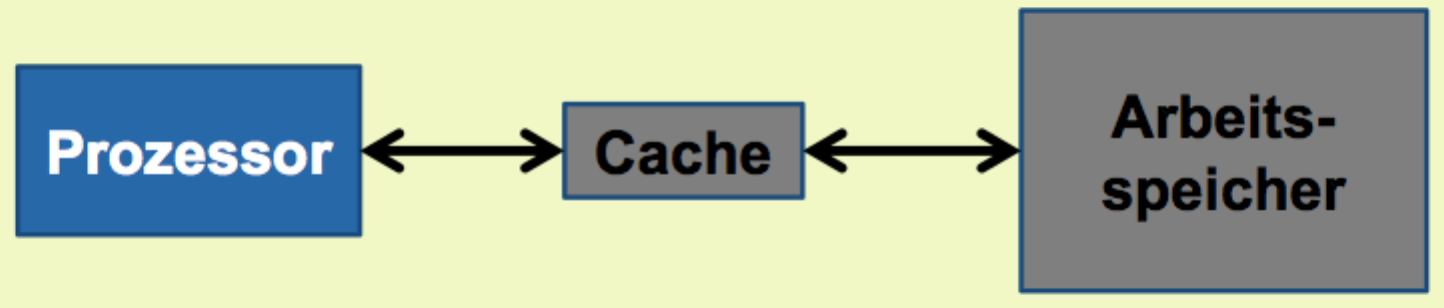 Prozessor
Cache
Arbeits-
speicher